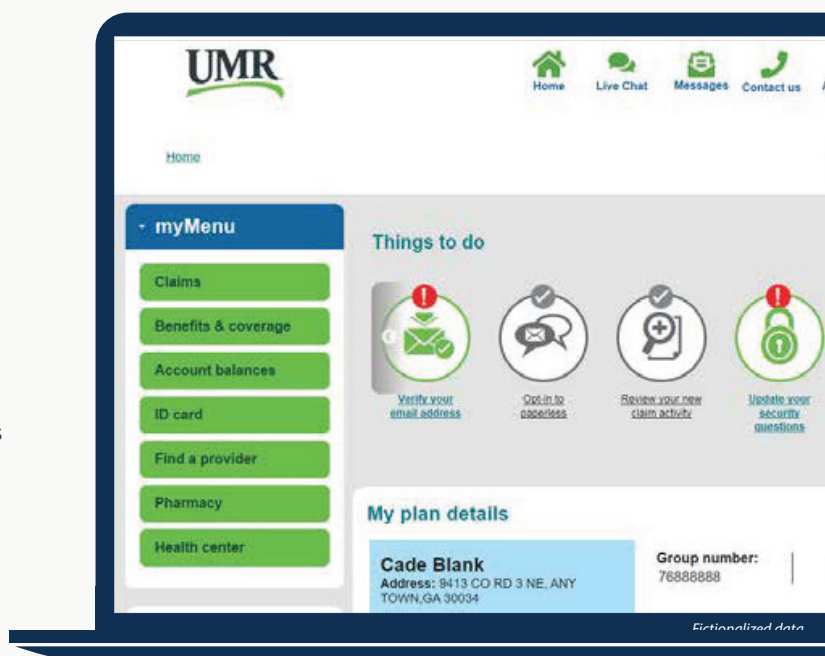 UMR
Home
Live Chat
Messages
Contact us
Home
myMenu
Claims
Benefits & coverage
Account balances
ID card
Find a provider
Pharmacy
Health center
Things to do
Verify your
email address
Opt-in to
paperless
Review your new
claim activity
Update your
security
questions
My plan details
Cade Blank
Address: 9413 CO RD 3 NE, ANY
TOWN,GA 30034
Group number:
76888888
Fictionalized data
s